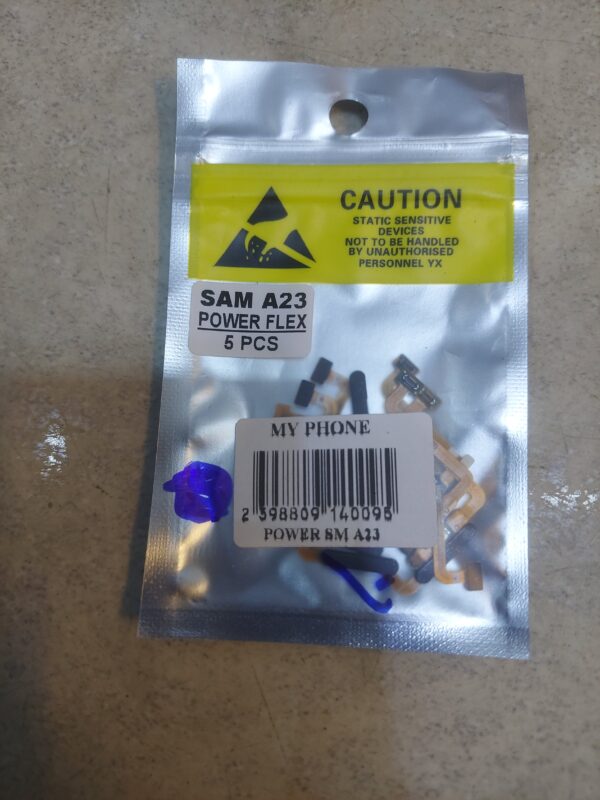 CAUTION
STATIC SENSITIVE
DEVICES
NOT TO BE HANDLED
BY UNAUTHORISED
PERSONNEL YX
SAM A23
POWER FLEX
5 PCS
MY PHONE
2 398809 140095
POWER SM A23